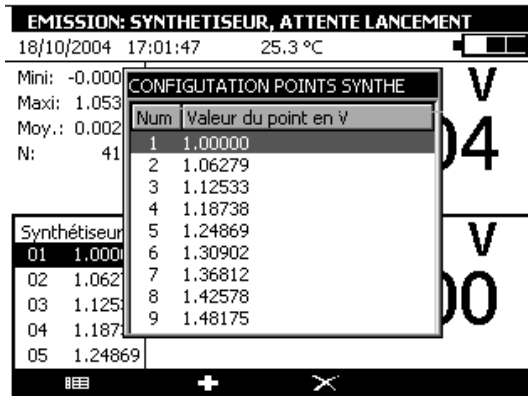 EMISSION: SYNTHETISEUR, ATTENTE LANCEMENT
18/10/2004 17:01:47 25.3 °C
Mini: -0.000
Maxi: 1.053
Moy.: 0.002
N: 41
V
04
CONFIGUTATION POINTS SYNTHE
Num Valeur du point en V
1 1.00000
2 1.06279
3 1.12533
4 1.18738
5 1.24869
6 1.30902
7 1.36812
8 1.42578
9 1.48175
Synthétiseur
01 1.000
02 1.062
03 1.125
04 1.187
05 1.24869
V
00